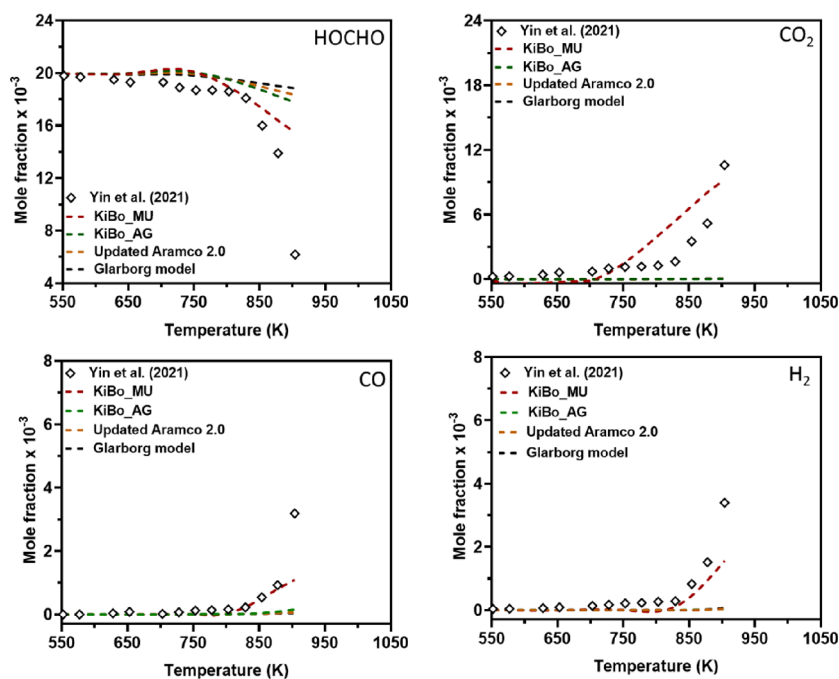 HOCHO
24
20
16
12
8
4
Mole fraction x 10⁻³
Yin et al. (2021)
KiBo_MU
KiBo_AG
Updated Aramco 2.0
Glarborg model
550
650
750
850
950
1050
Temperature (K)
CO₂
24
18
12
6
0
Mole fraction x 10⁻³
Yin et al. (2021)
KiBo_MU
KiBo_AG
Updated Aramco 2.0
Glarborg model
550
650
750
850
950
1050
Temperature (K)
CO
8
6
4
2
0
Mole fraction x 10⁻³
Yin et al. (2021)
KiBo_MU
KiBo_AG
Updated Aramco 2.0
Glarborg model
550
650
750
850
950
1050
Temperature (K)
H₂
8
6
4
2
0
Mole fraction x 10⁻³
Yin et al. (2021)
KiBo_MU
KiBo_AG
Updated Aramco 2.0
Glarborg model
550
650
750
850
950
1050
Temperature (K)